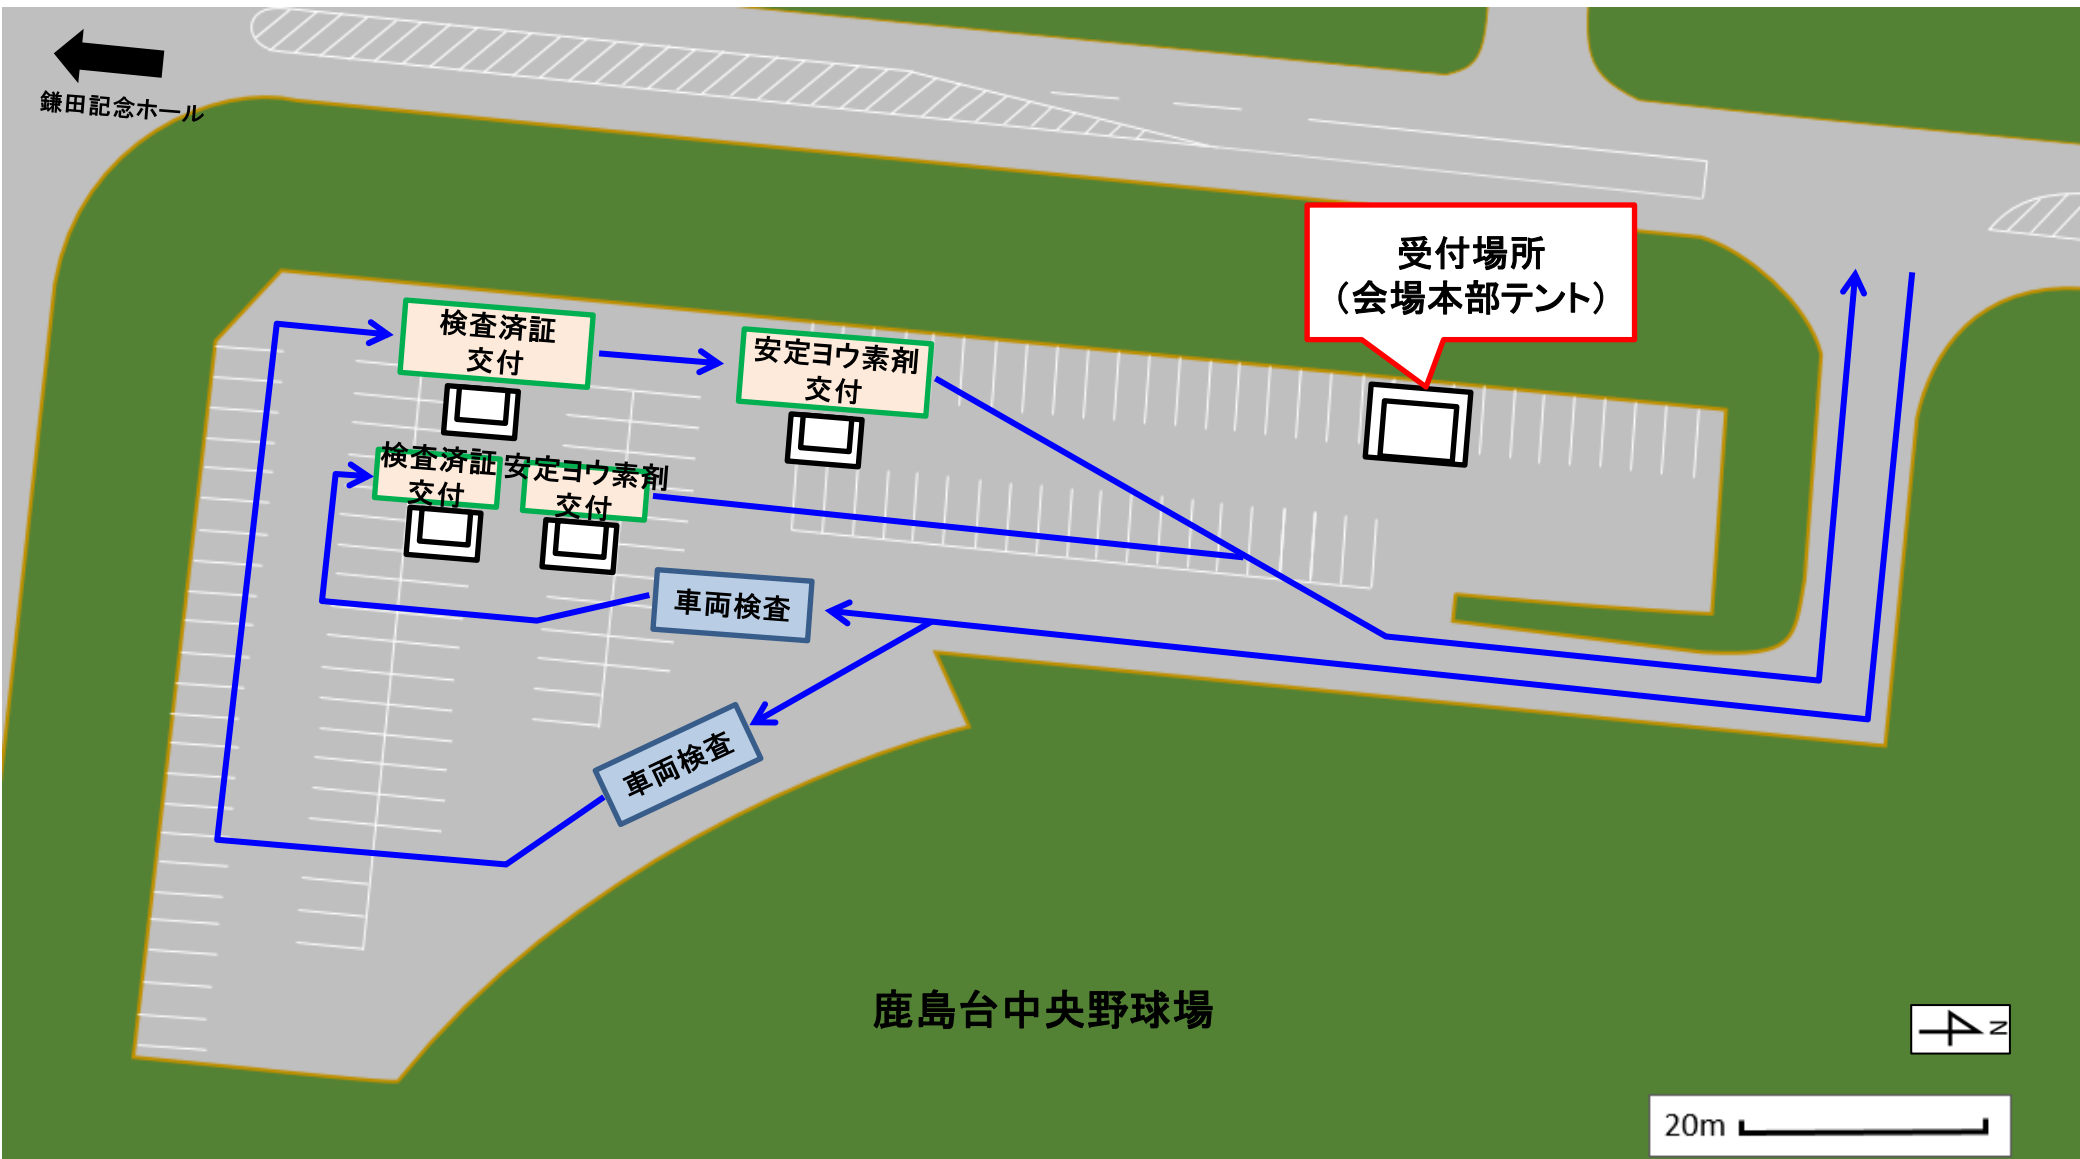 鎌田記念ホール
受付場所
（会場本部テント）
検査済証
交付
安定ヨウ素剤
交付
検査済証
交付
安定ヨウ素剤
交付
車両検査
車両検査
鹿島台中央野球場
N
20m